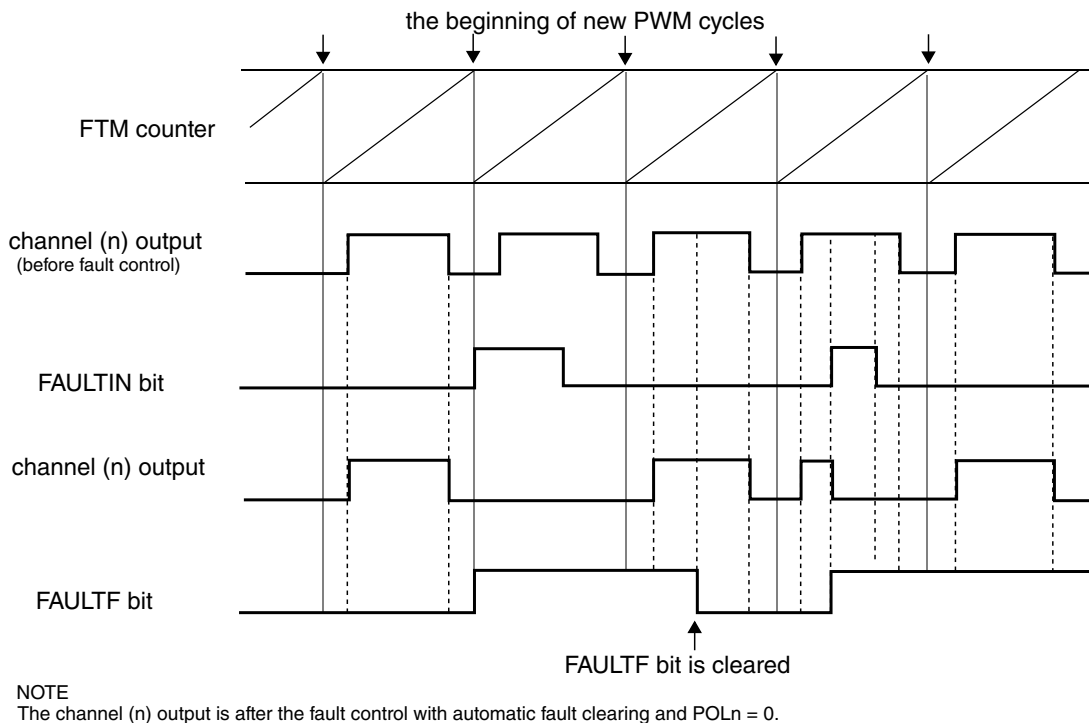 the beginning of new PWM cycles
FTM counter
channel (n) output
(before fault control)
FAULTIN bit
channel (n) output
FAULTF bit
FAULTF bit is cleared
NOTE
The channel (n) output is after the fault control with automatic fault clearing and POLn = 0.